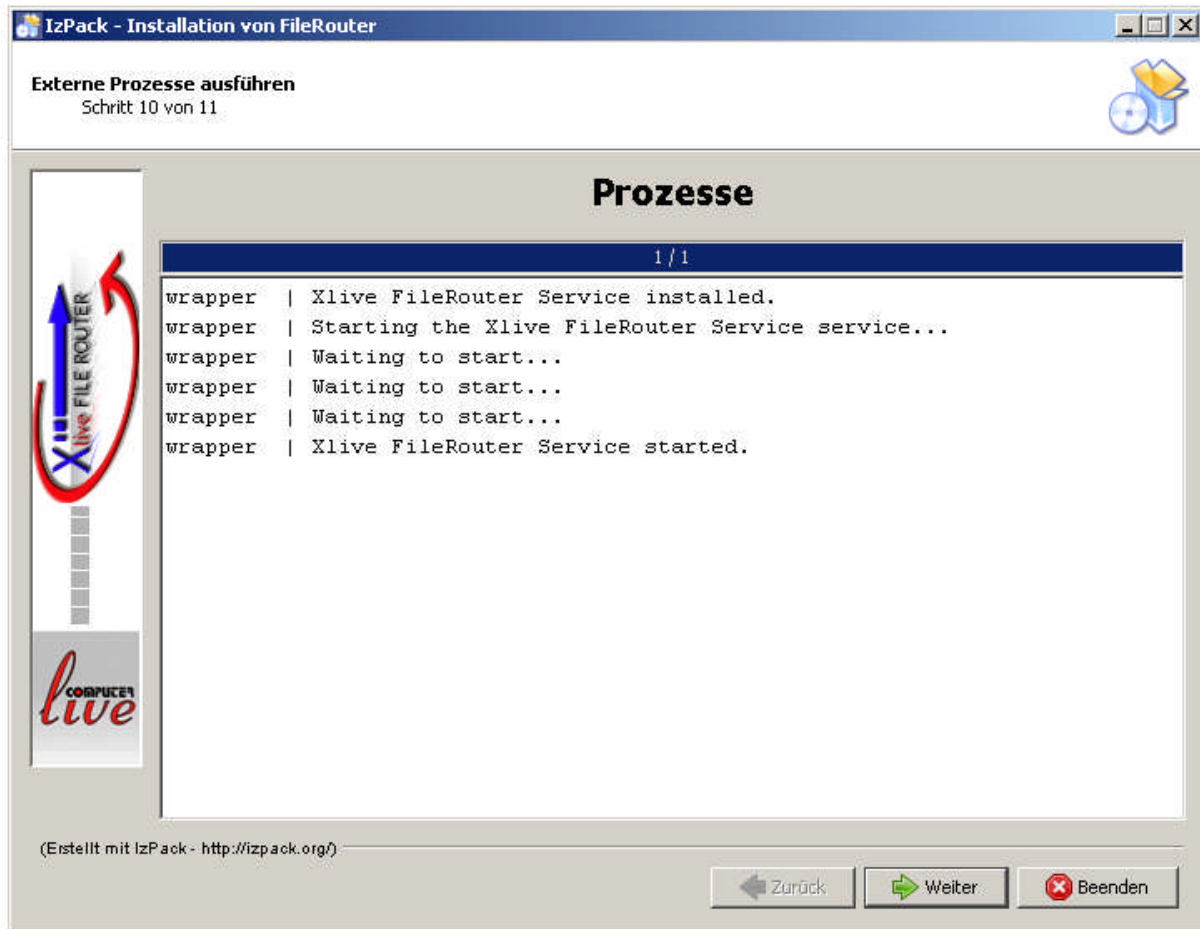 IzPack - Installation von FileRouter
Externe Prozesse ausführen
Schritt 10 von 11
Prozesse
1 / 1
wrapper | Xlive FileRouter Service installed.
wrapper | Starting the Xlive FileRouter Service service...
wrapper | Waiting to start...
wrapper | Waiting to start...
wrapper | Waiting to start...
wrapper | Xlive FileRouter Service started.
Xlive FILE ROUTER
COMPUTER
live
(Erstellt mit IzPack - http://izpack.org/)
Zurück
Weiter
Beenden